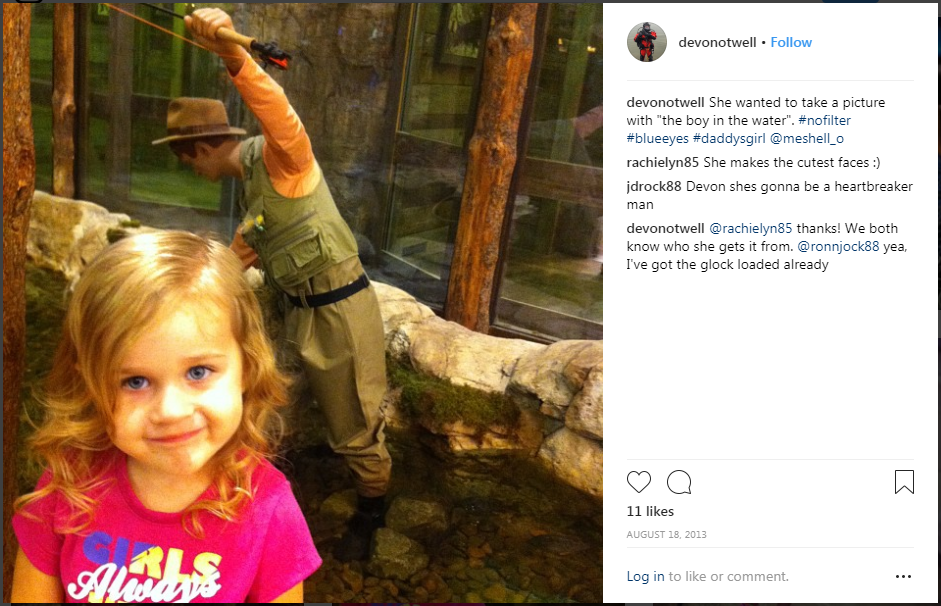 devonotwell • Follow
devonotwell She wanted to take a picture
with "the boy in the water". #nofilter
#blueeyes #daddysgirl @meshell_o
rachielyn85 She makes the cutest faces :)
jdrock88 Devon shes gonna be a heartbreaker
man
devonotwell @rachielyn85 thanks! We both
know who she gets it from. @ronnjock88 yea,
I've got the glock loaded already
11 likes
AUGUST 18, 2013
Log in to like or comment.
GIRLS
Always